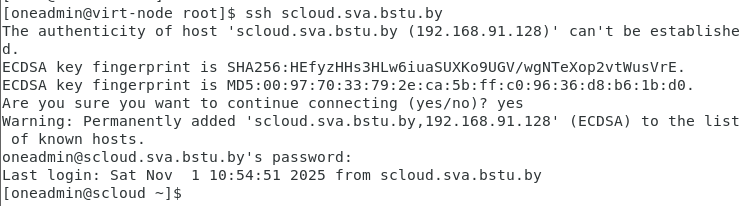 [oneadmin@virt-node root]$ ssh scloud.sva.bstu.by
The authenticity of host 'scloud.sva.bstu.by (192.168.91.128)' can't be establishe
d.
ECDSA key fingerprint is SHA256:HEfyzHHs3HLw6iuaSUXKo9UGV/wgNTeXop2vtWusVrE.
ECDSA key fingerprint is MD5:00:97:70:33:79:2e:ca:5b:ff:c0:96:36:d8:b6:1b:d0.
Are you sure you want to continue connecting (yes/no)? yes
Warning: Permanently added 'scloud.sva.bstu.by,192.168.91.128' (ECDSA) to the list
 of known hosts.
oneadmin@scloud.sva.bstu.by's password:
Last login: Sat Nov  1 10:54:51 2025 from scloud.sva.bstu.by
[oneadmin@scloud ~]$